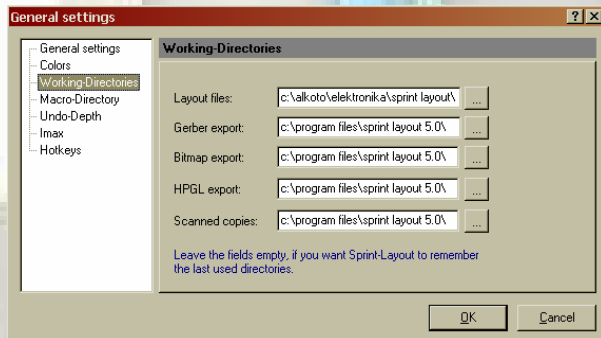 General settings
General settings
Colors
Working-Directories
Macro-Directory
Undo-Depth
Imax
Hotkeys
Working-Directories
Layout files: c:\alkoto\elektronika\sprint layout\ ...
Gerber export: c:\program files\sprint layout 5.0\ ...
Bitmap export: c:\program files\sprint layout 5.0\ ...
HPGL export: c:\program files\sprint layout 5.0\ ...
Scanned copies: c:\program files\sprint layout 5.0\ ...
Leave the fields empty, if you want Sprint-Layout to remember
the last used directories.
OK Cancel